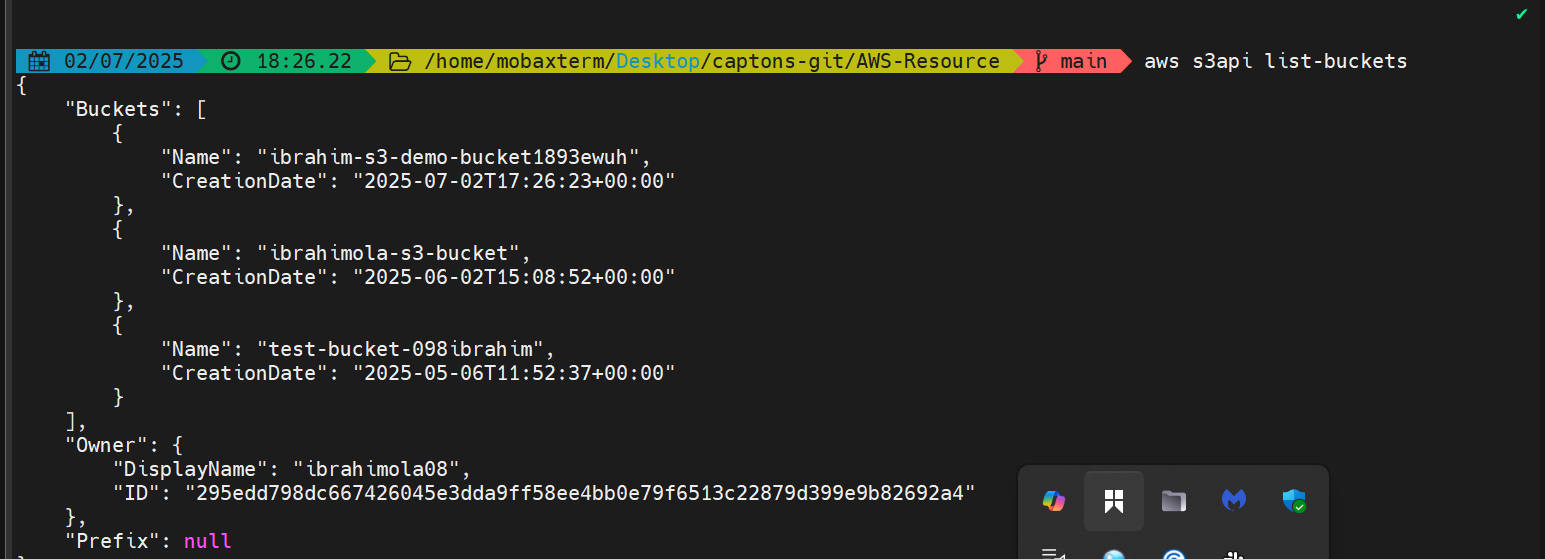 02/07/2025 18:26.22 /home/mobaxterm/Desktop/captons-git/AWS-Resource main aws s3api list-buckets
{
    "Buckets": [
        {
            "Name": "ibrahim-s3-demo-bucket1893ewuh",
            "CreationDate": "2025-07-02T17:26:23+00:00"
        },
        {
            "Name": "ibrahimola-s3-bucket",
            "CreationDate": "2025-06-02T15:08:52+00:00"
        },
        {
            "Name": "test-bucket-098ibrahim",
            "CreationDate": "2025-05-06T11:52:37+00:00"
        }
    ],
    "Owner": {
        "DisplayName": "ibrahimola08",
        "ID": "295edd798dc667426045e3dda9ff58ee4bb0e79f6513c22879d399e9b82692a4"
    },
    "Prefix": null